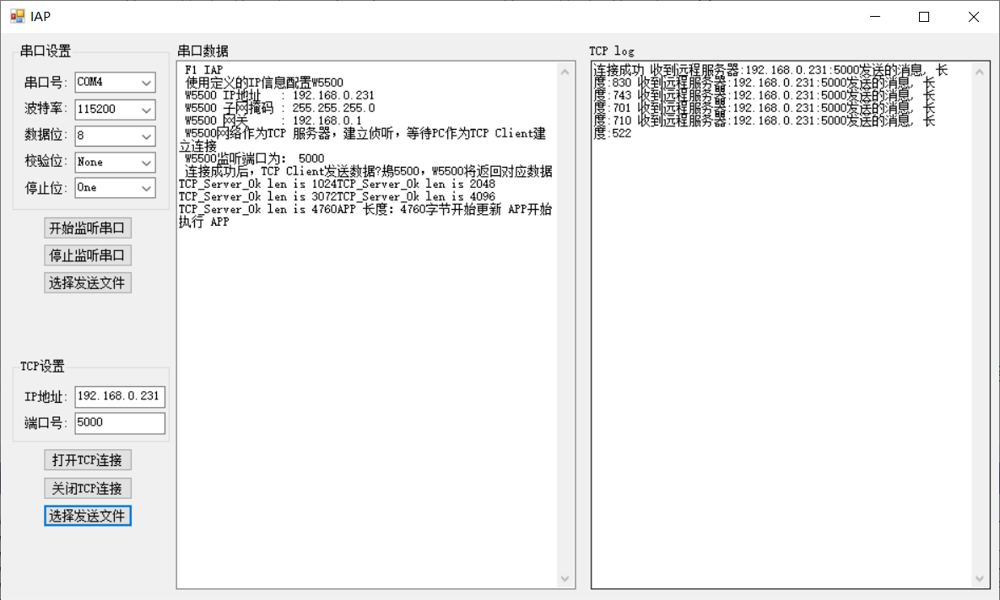 IAP
串口设置
串口号: COM4
波特率: 115200
数据位: 8
校验位: None
停止位: One
开始监听串口
停止监听串口
选择发送文件
TCP设置
IP地址: 192.168.0.231
端口号: 5000
打开TCP连接
关闭TCP连接
选择发送文件
串口数据
F1 IAP
使用定义的IP信息配置W5500
W5500 IP地址 : 192.168.0.231
W5500 子网掩码 : 255.255.255.0
W5500 网关 : 192.168.0.1
W5500网络作为TCP 服务器，建立侦听，等待PC作为TCP Client建
立连接
W5500监听端口为： 5000
连接成功后，TCP Client发送数据?鴸5500，W5500将返回对应数据
TCP_Server_Ok len is 1024TCP_Server_Ok len is 2048
TCP_Server_Ok len is 3072TCP_Server_Ok len is 4096
TCP_Server_Ok len is 4760APP 长度：4760字节开始更新 APP开始
执行 APP
TCP log
连接成功 收到远程服务器:192.168.0.231:5000发送的消息, 长
度:830 收到远程服务器:192.168.0.231:5000发送的消息, 长
度:743 收到远程服务器:192.168.0.231:5000发送的消息, 长
度:701 收到远程服务器:192.168.0.231:5000发送的消息, 长
度:710 收到远程服务器:192.168.0.231:5000发送的消息, 长
度:522